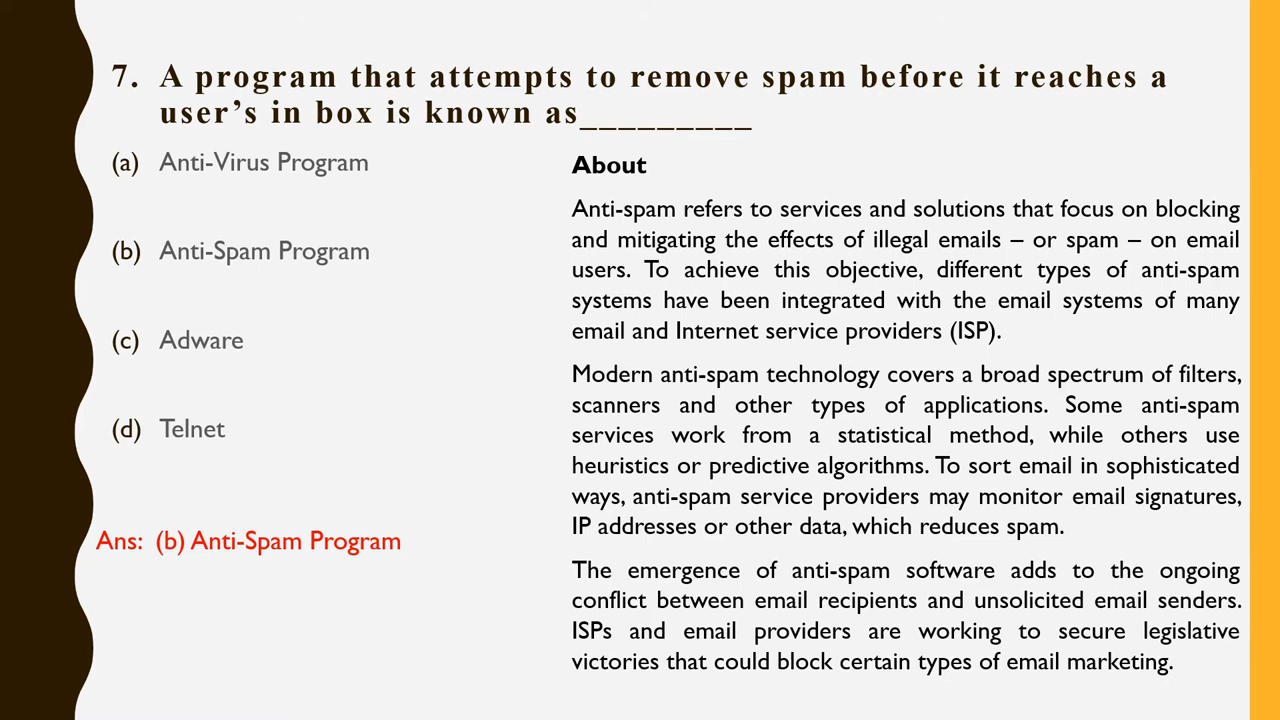 7. A program that attempts to remove spam before it reaches a
user’s in box is known as_________
(a) Anti-Virus Program
(b) Anti-Spam Program
(c) Adware
(d) Telnet
Ans: (b) Anti-Spam Program
About
Anti-spam refers to services and solutions that focus on blocking
and mitigating the effects of illegal emails – or spam – on email
users. To achieve this objective, different types of anti-spam
systems have been integrated with the email systems of many
email and Internet service providers (ISP).
Modern anti-spam technology covers a broad spectrum of filters,
scanners and other types of applications. Some anti-spam
services work from a statistical method, while others use
heuristics or predictive algorithms. To sort email in sophisticated
ways, anti-spam service providers may monitor email signatures,
IP addresses or other data, which reduces spam.
The emergence of anti-spam software adds to the ongoing
conflict between email recipients and unsolicited email senders.
ISPs and email providers are working to secure legislative
victories that could block certain types of email marketing.